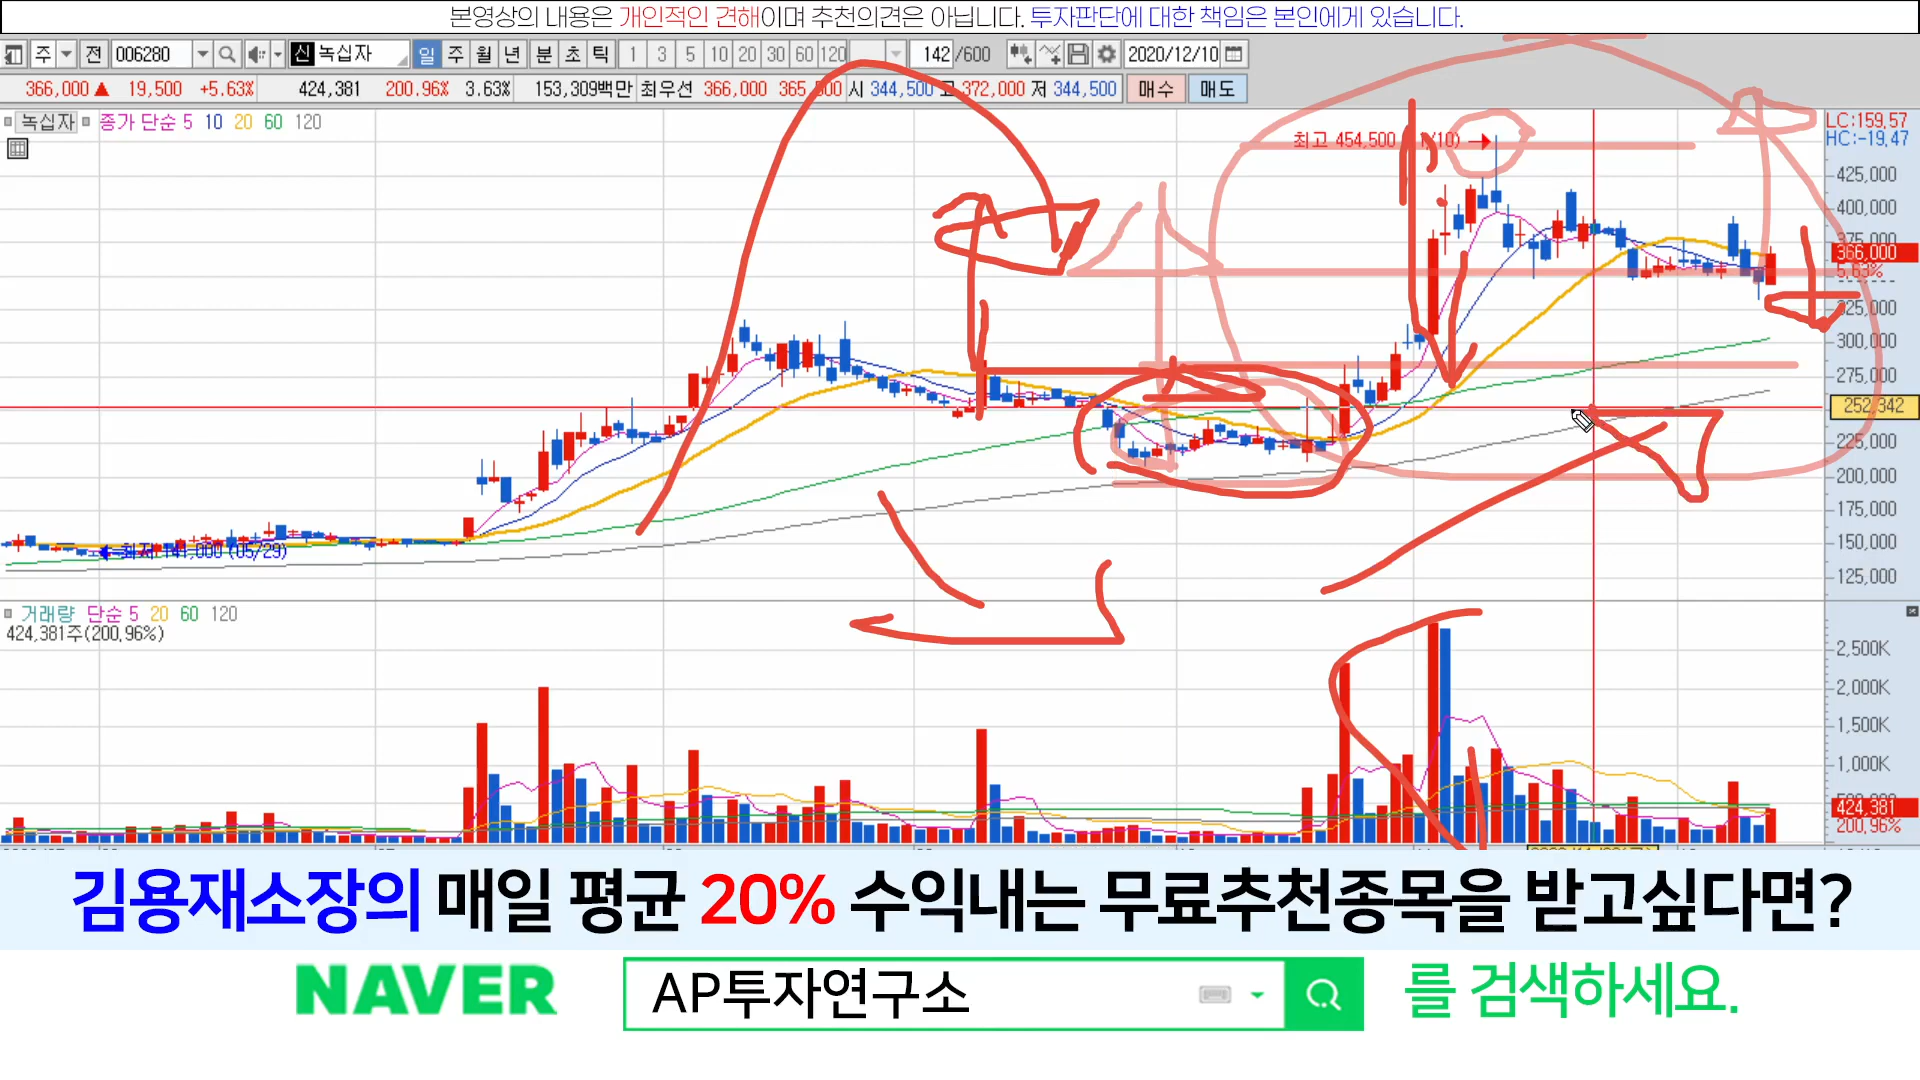 본영상의 내용은 개인적인 견해이며 추천의견은 아닙니다. 투자판단에 대한 책임은 본인에게 있습니다.
주 전 006280 신 녹십자 일 주 월 년 분 초 틱 1 3 5 10 20 30 60 120 142 /600 2020/12/10
366,000 ▲ 19,500 +5.63% 424,381 200.96% 3.63% 153,309백만 최우선 366,000 시 344,500 고 372,000 저 344,500 매수 매도
녹십자 종가 단순 5 10 20 60 120
LC:159.57
HC:-19.47
최고 454,500
425,000
400,000
366,000
325,000
300,000
275,000
252,342
225,000
200,000
175,000
150,000
125,000
최저 141,000 (05/29)
거래량 단순 5 20 60 120
424,381주(200.96%)
2,500K
2,000K
1,500K
1,000K
424,381
200.96%
김용재소장의 매일 평균 20% 수익내는 무료추천종목을 받고싶다면?
NAVER AP투자연구소 를 검색하세요.